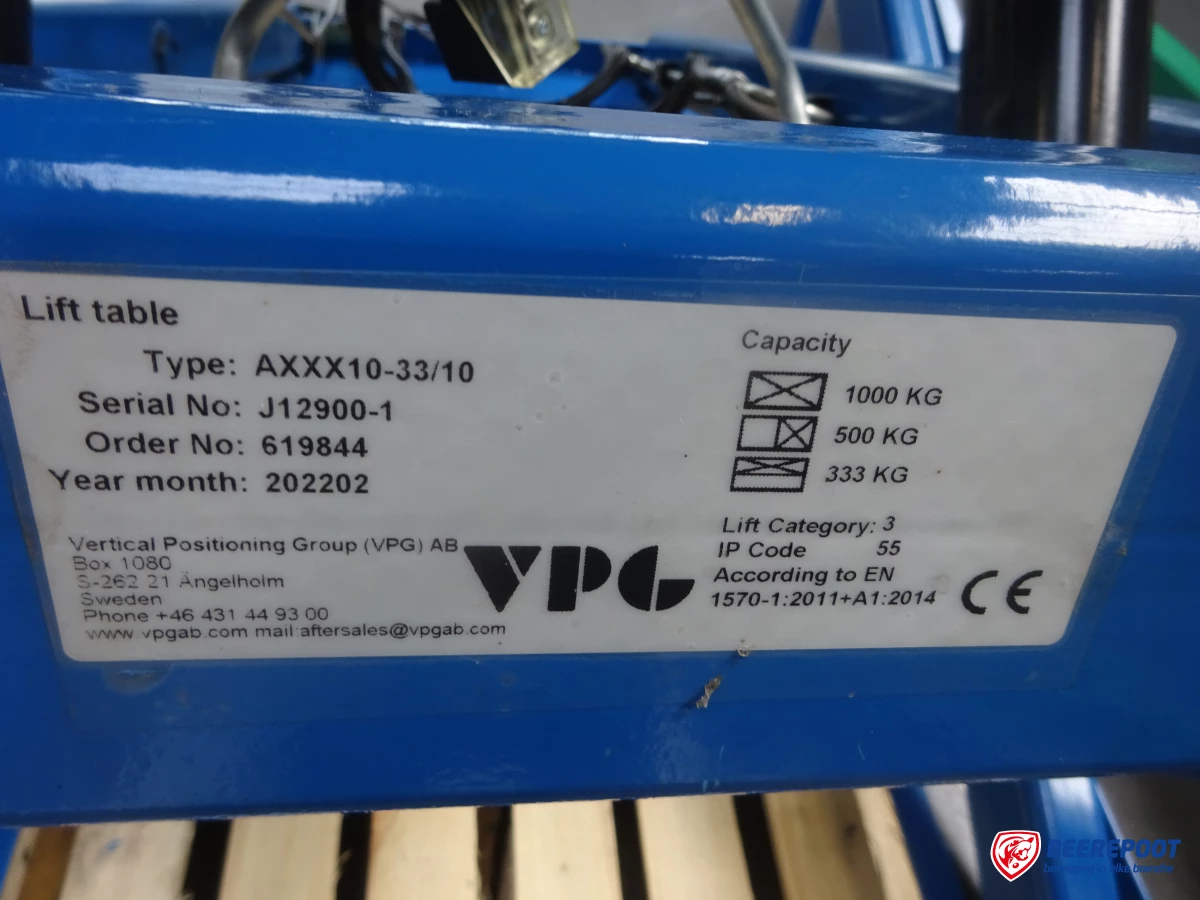 Lift table
Type: AXXX10-33/10
Serial No: J12900-1
Order No: 619844
Year month: 202202
Vertical Positioning Group (VPG) AB
Box 1080
S-262 21 Ängelholm
Sweden
Phone +46 431 44 93 00
www.vpgab.com mail:aftersales@vpgab.com
VPG
Capacity
1000 KG
500 KG
333 KG
Lift Category: 3
IP Code 55
According to EN
1570-1:2011+A1:2014
CE
BEEREPOOT